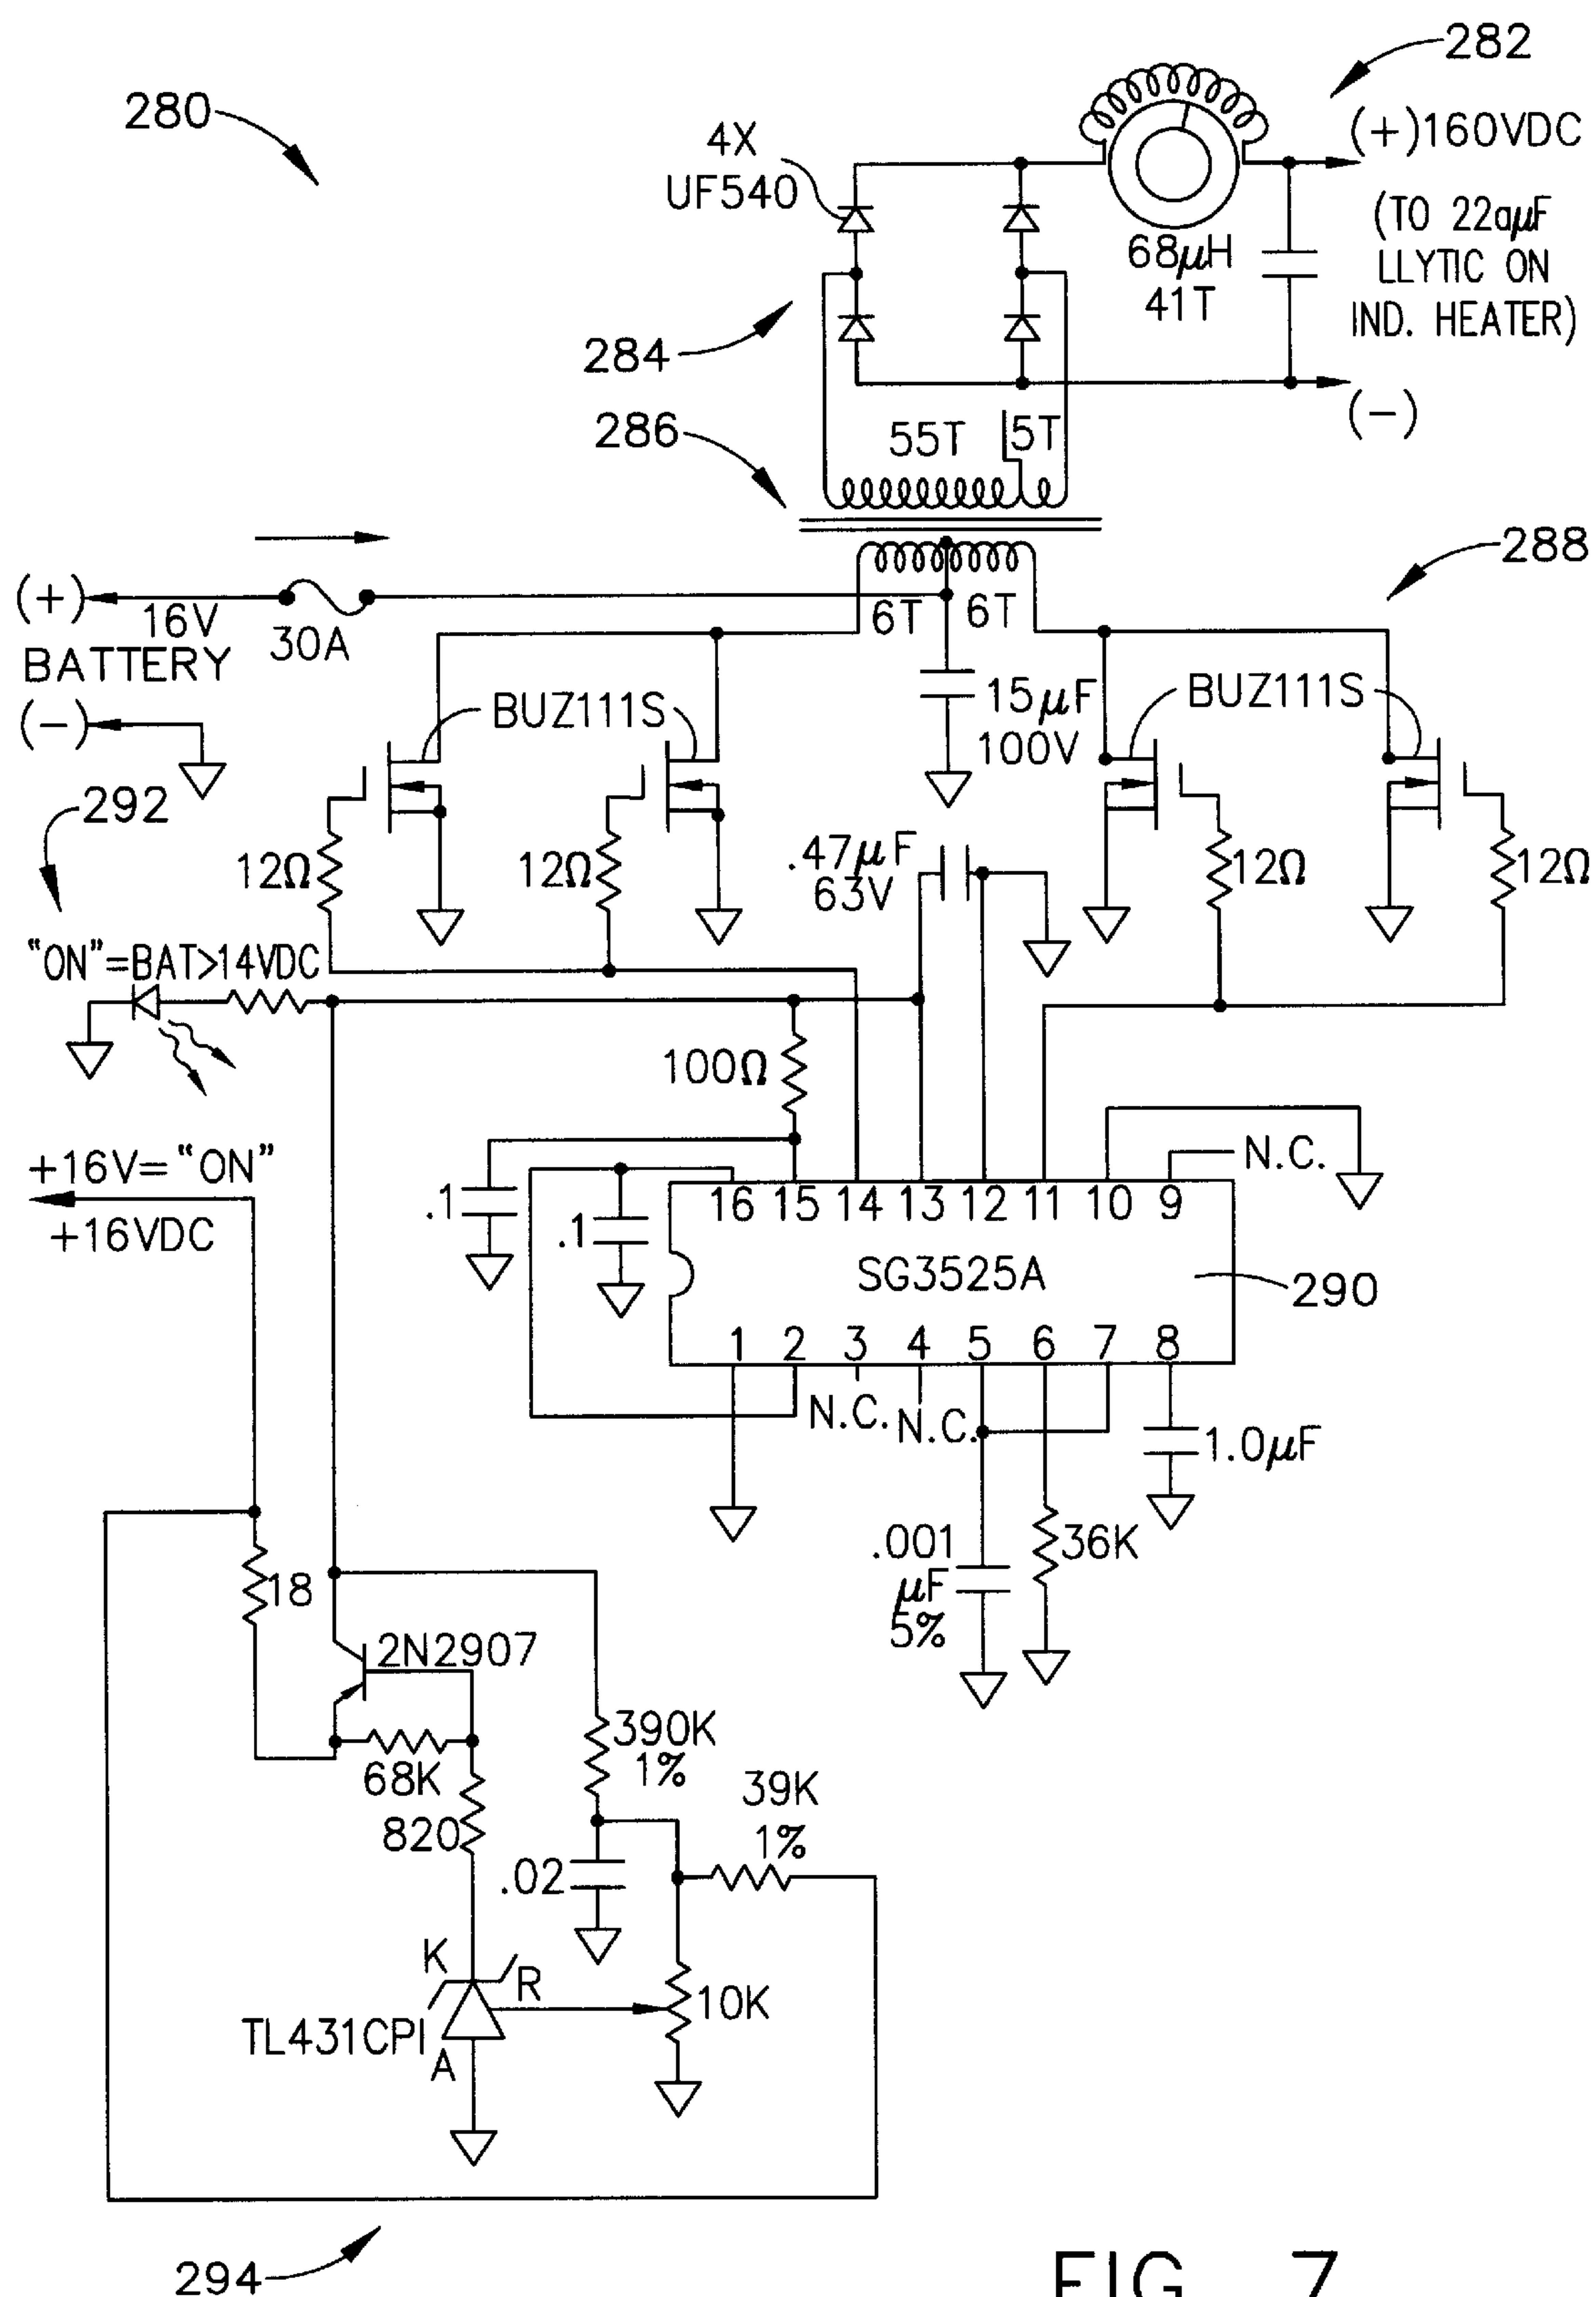 282
280
(+)160VDC
4X
UF540
(TO 22aµF
LLYTIC ON
IND. HEATER)
68µH
41T
284
(-)
286
55T
5T
288
(+)
16V
30A
BATTERY
6T
6T
(-)
BUZ111S
15µF
100V
BUZ111S
292
12Ω
12Ω
.47µF
63V
12Ω
12Ω
"ON"=BAT>14VDC
100Ω
+16V="ON"
+16VDC
N.C.
.1
.1
16 15 14 13 12 11 10 9
SG3525A
290
1 2 3 4 5 6 7 8
N.C.
N.C.
1.0µF
.001
µF
5%
36K
18
2N2907
390K
1%
68K
39K
1%
820
.02
K
R
10K
TL431CPI
A
294
FIG. 7